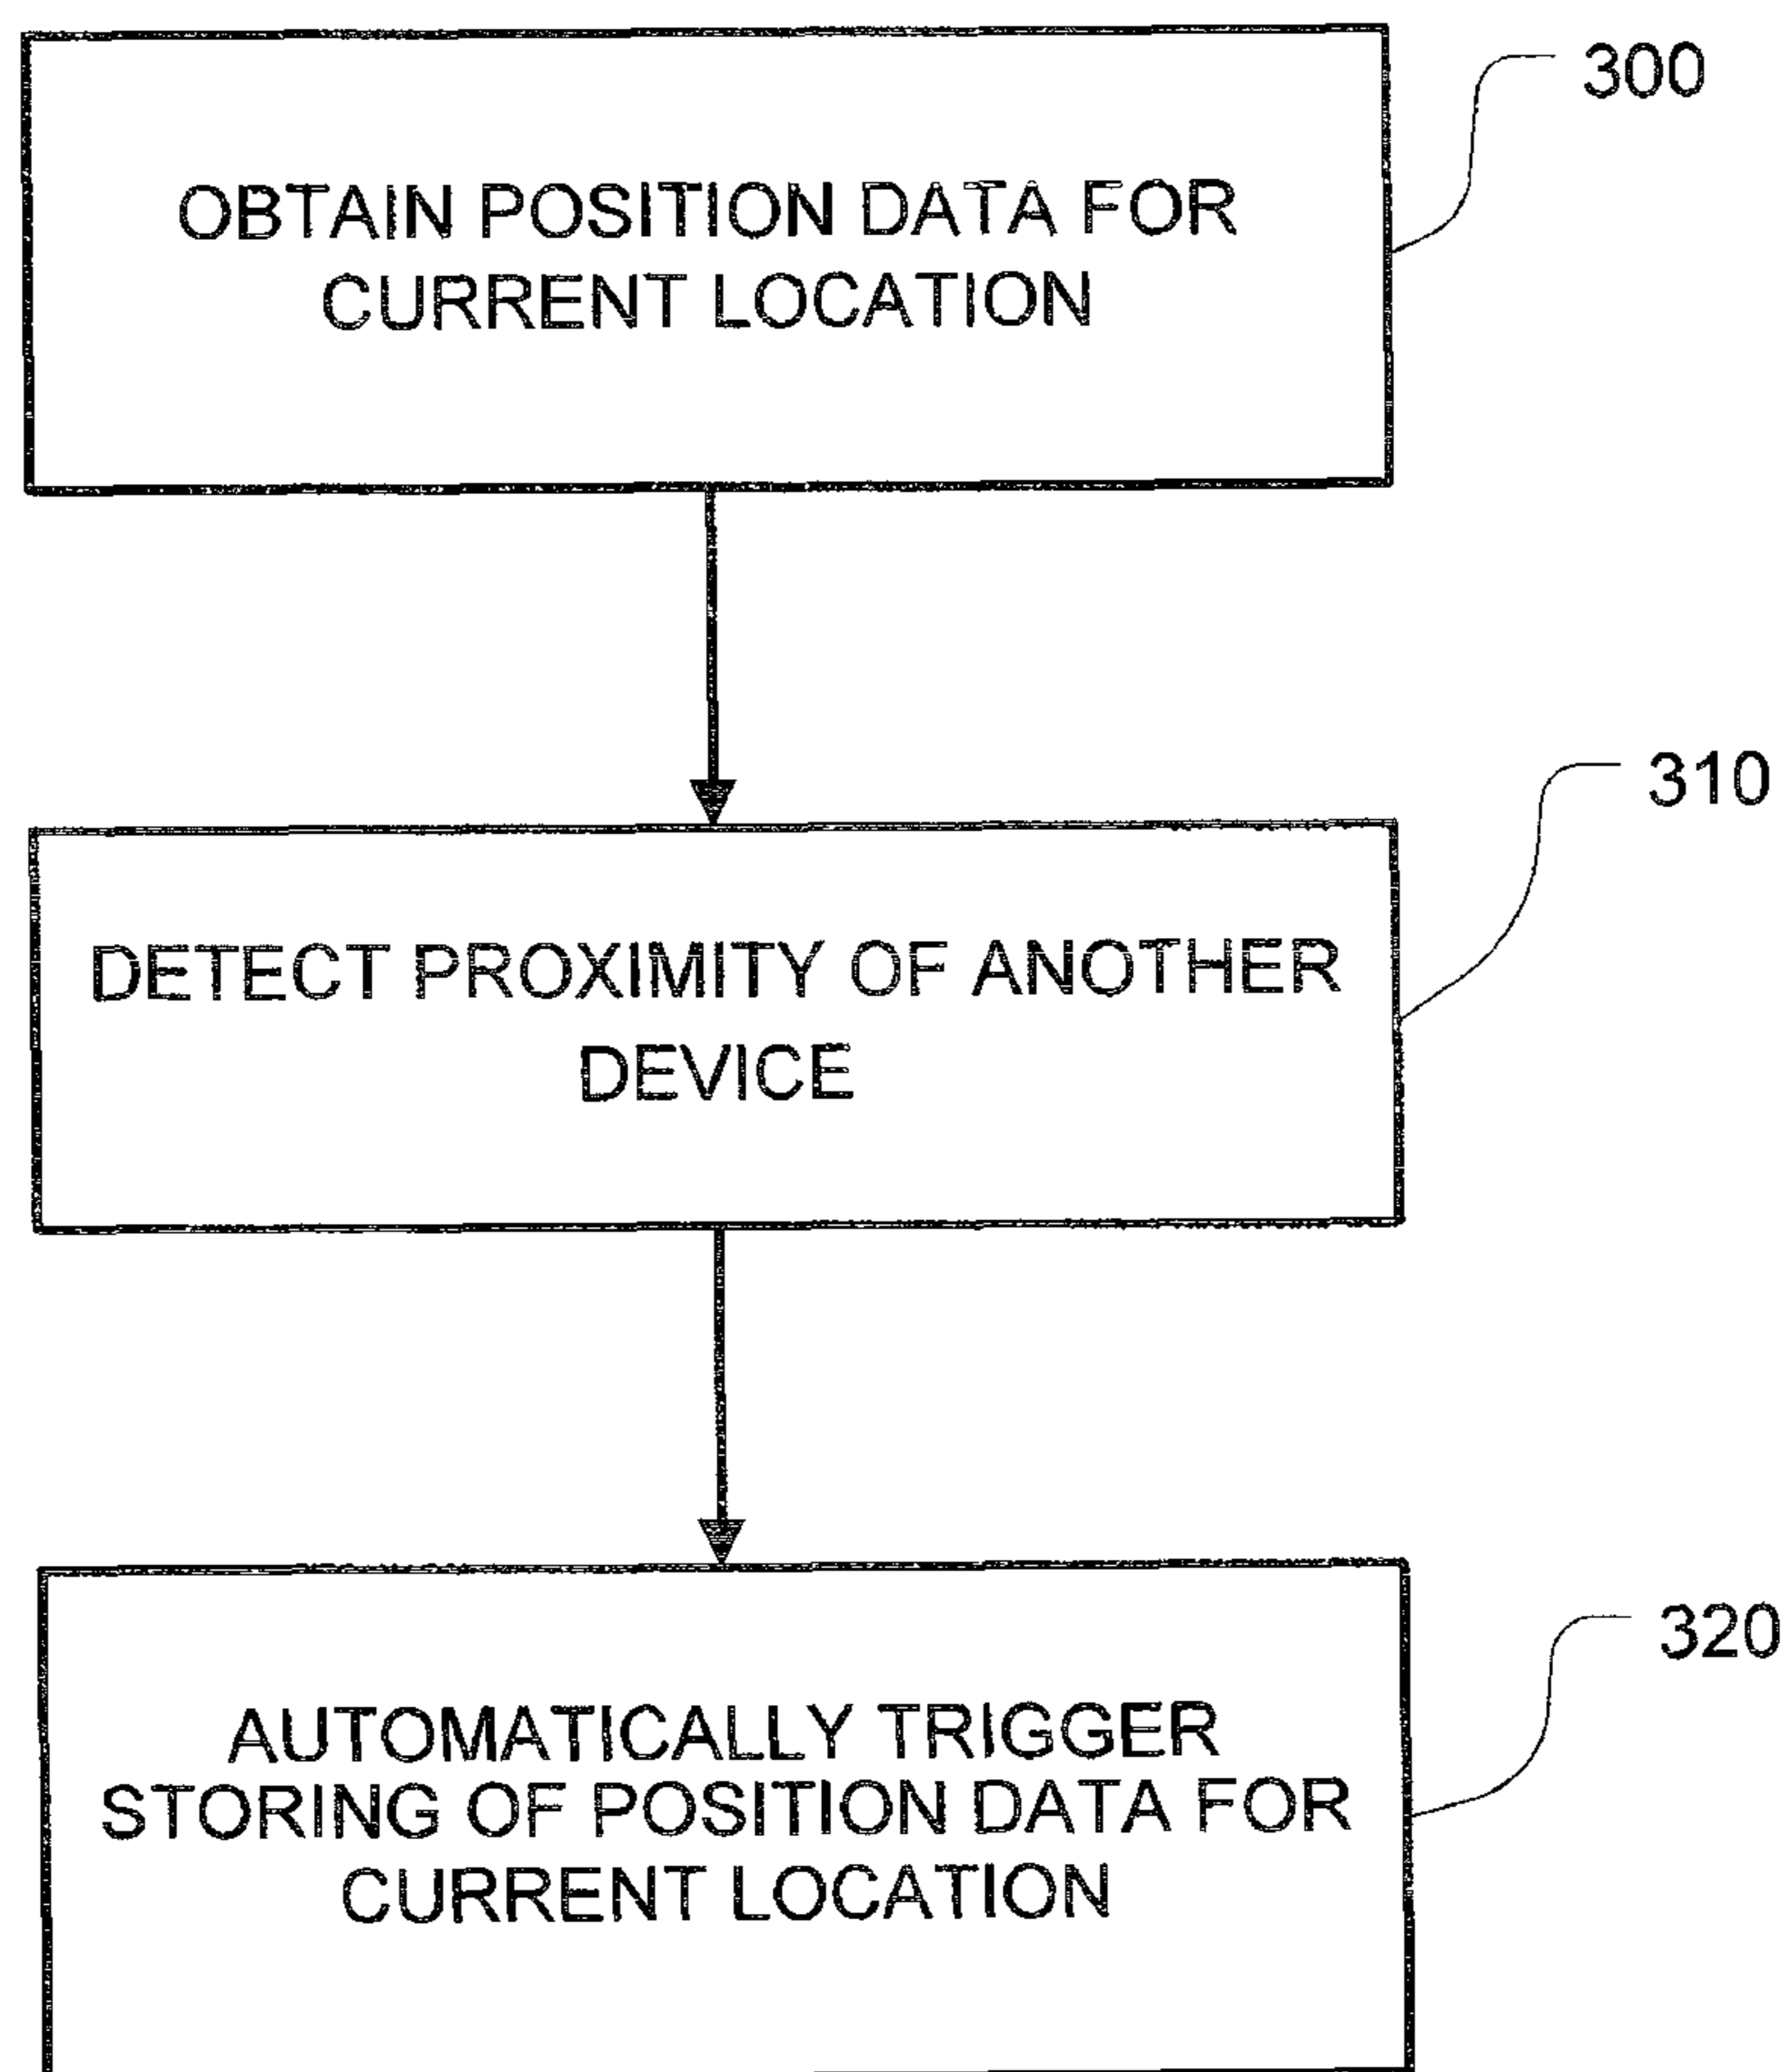 300
OBTAIN POSITION DATA FOR
CURRENT LOCATION
310
DETECT PROXIMITY OF ANOTHER
DEVICE
320
AUTOMATICALLY TRIGGER
STORING OF POSITION DATA FOR
CURRENT LOCATION